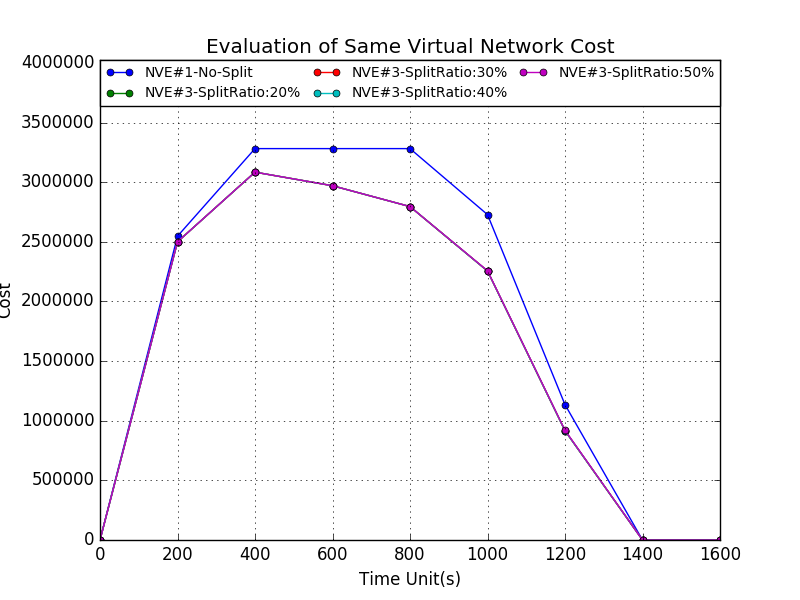 Evaluation of Same Virtual Network Cost
NVE#1-No-Split
NVE#3-SplitRatio:20%
NVE#3-SplitRatio:30%
NVE#3-SplitRatio:40%
NVE#3-SplitRatio:50%
4000000
3500000
3000000
2500000
2000000
1500000
1000000
500000
0
Cost
0 200 400 600 800 1000 1200 1400 1600
Time Unit(s)